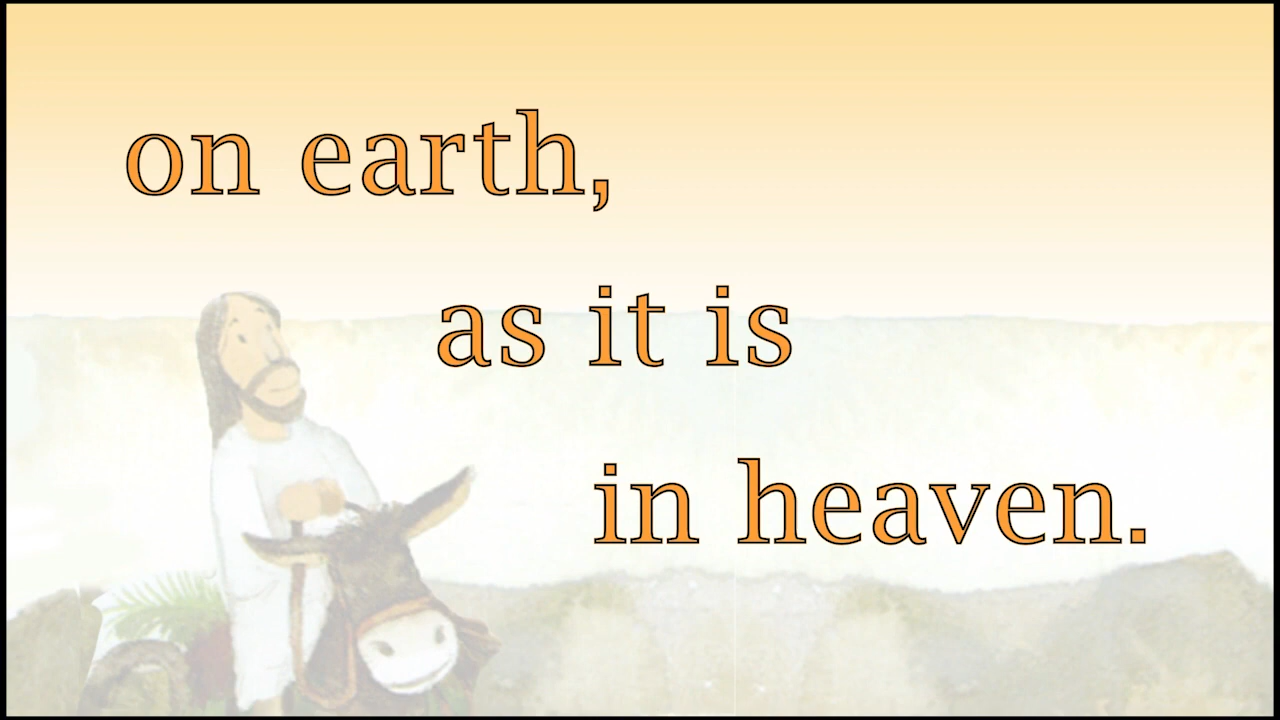 on earth,
as it is
in heaven.